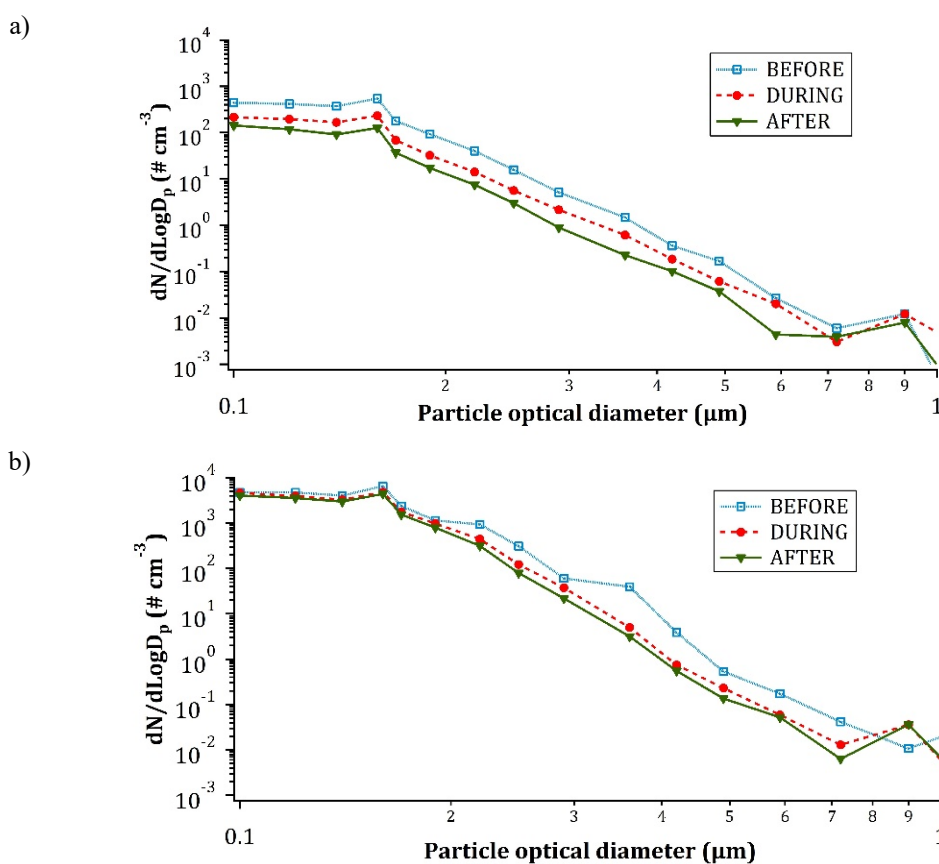 a)
10^4
10^3
10^2
10^1
10^0
10^-1
10^-2
10^-3
dN/dLogD_p (# cm^-3)
BEFORE
DURING
AFTER
0.1 2 3 4 5 6 7 8 9 1
Particle optical diameter (µm)
b)
10^4
10^3
10^2
10^1
10^0
10^-1
10^-2
10^-3
dN/dLogD_p (# cm^-3)
BEFORE
DURING
AFTER
0.1 2 3 4 5 6 7 8 9 1
Particle optical diameter (µm)